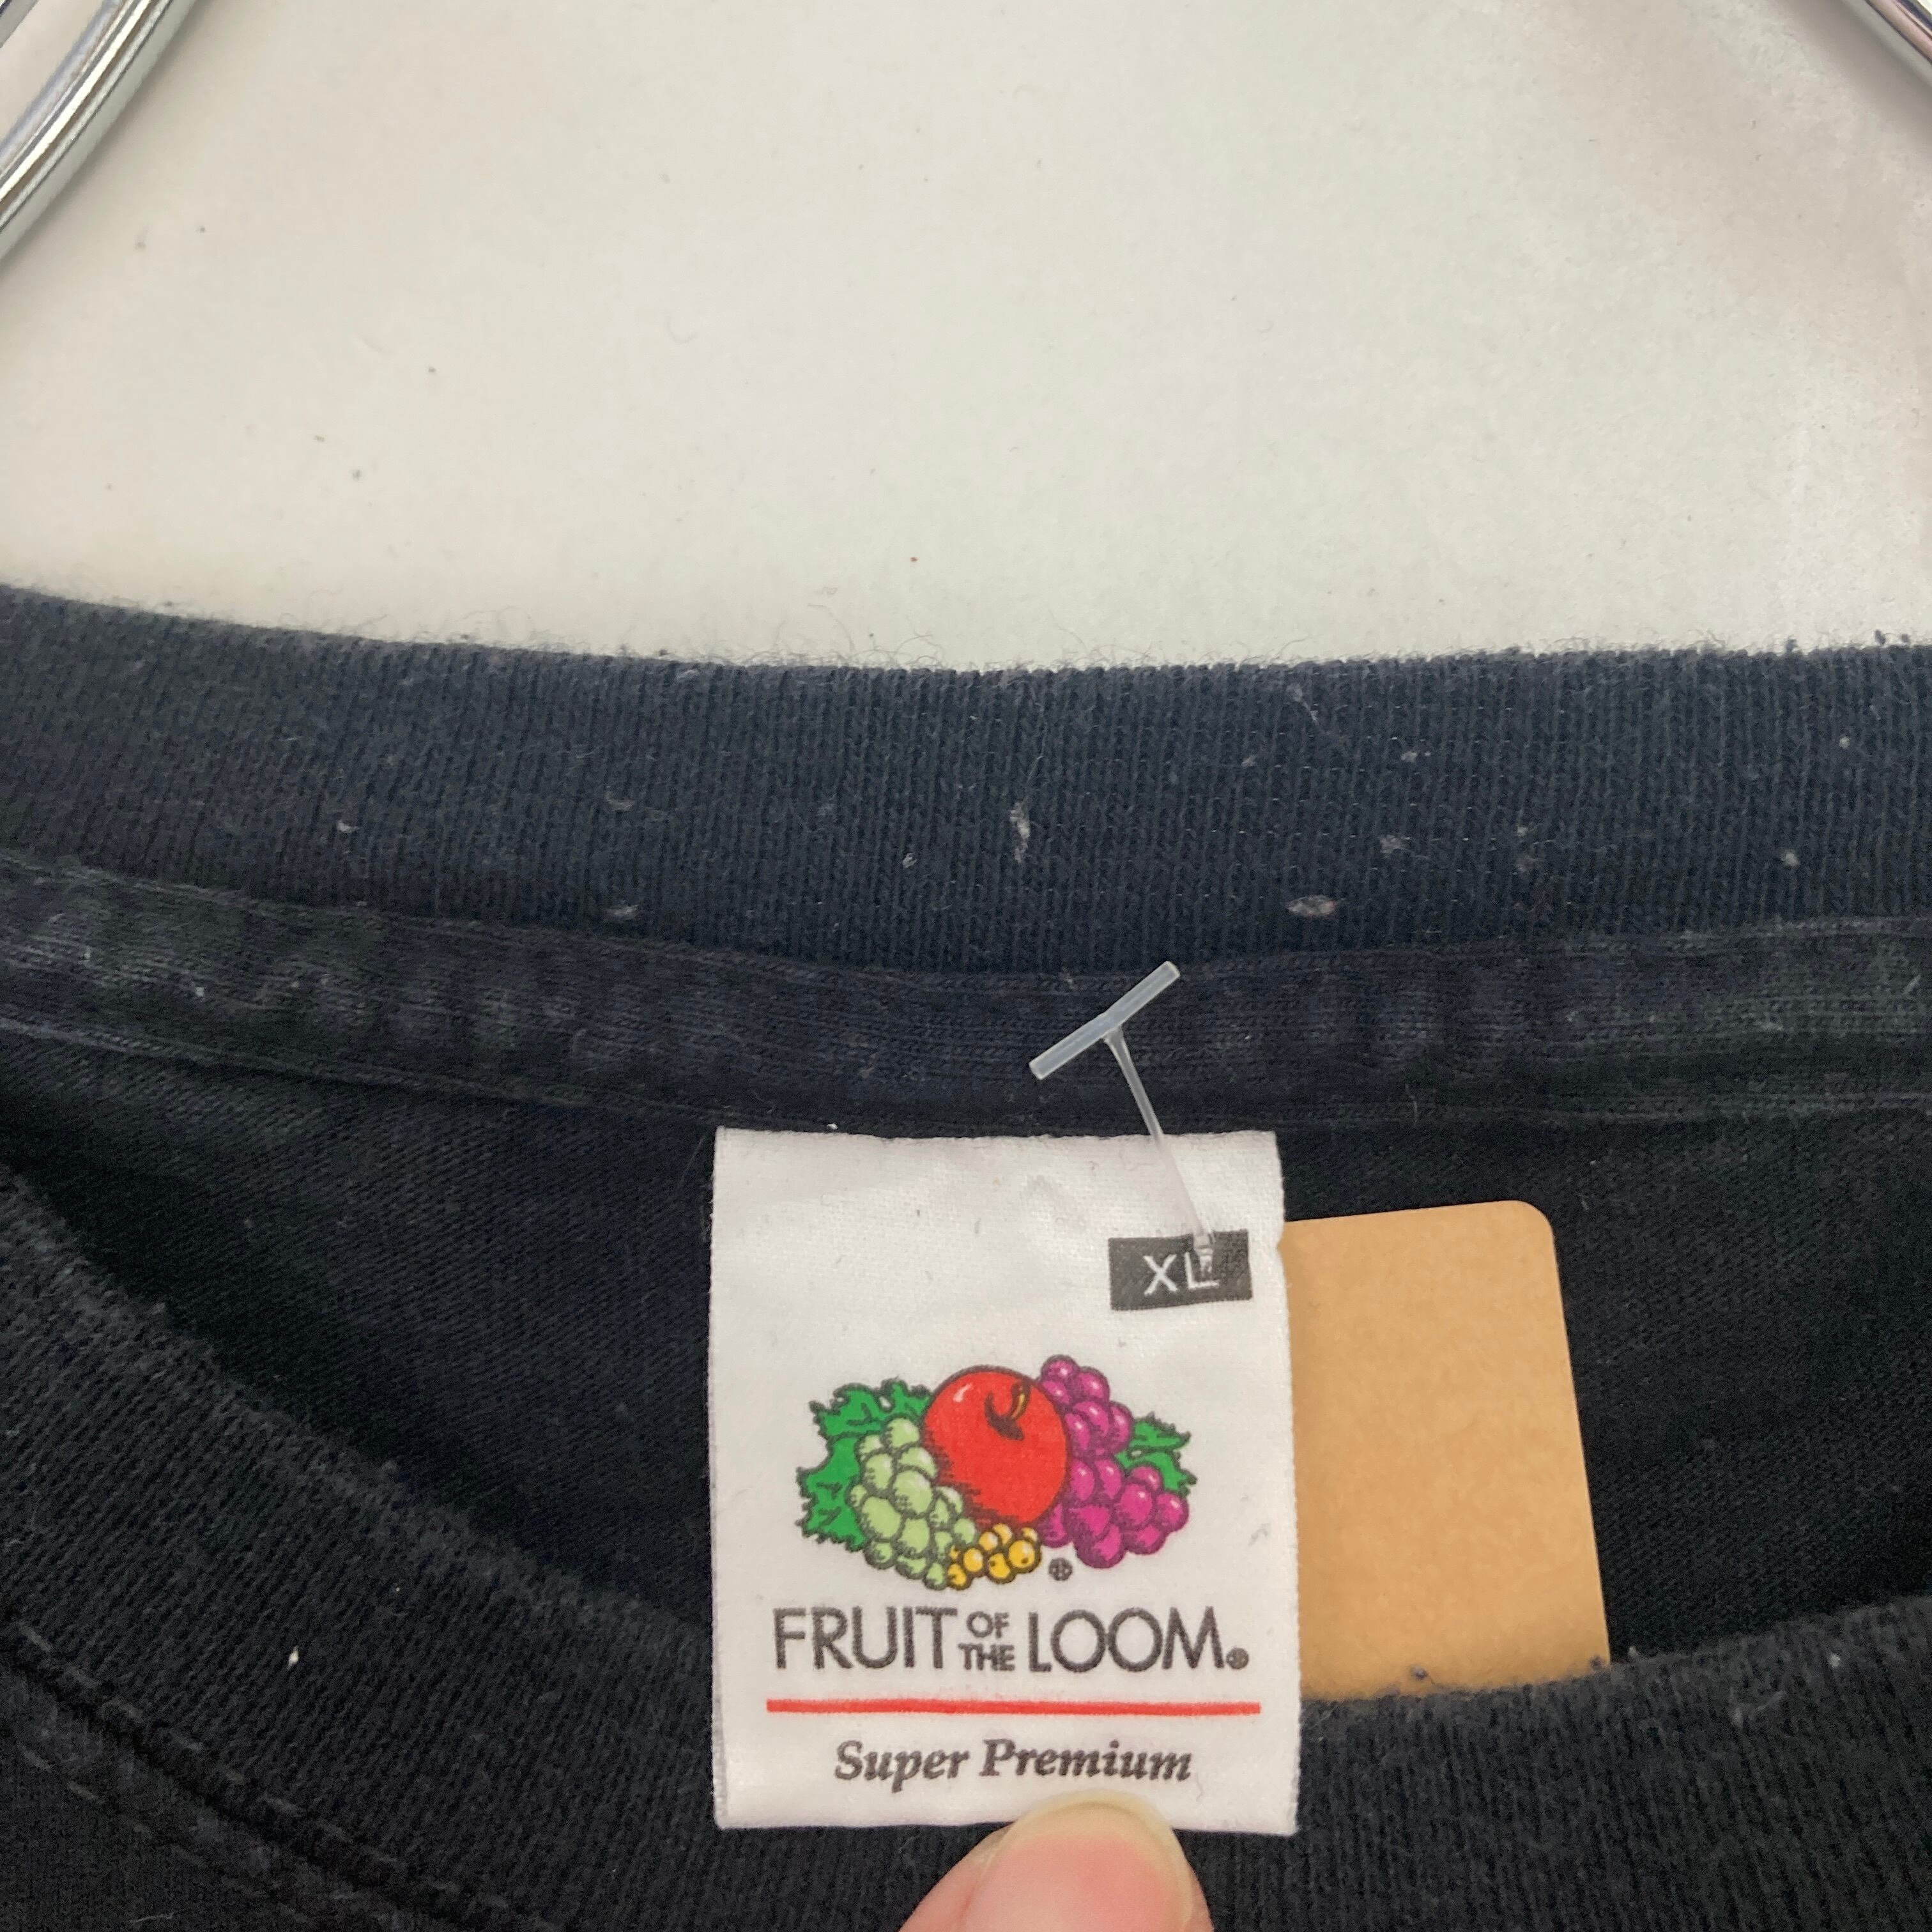 XL
FRUIT OF THE LOOM®
Super Premium